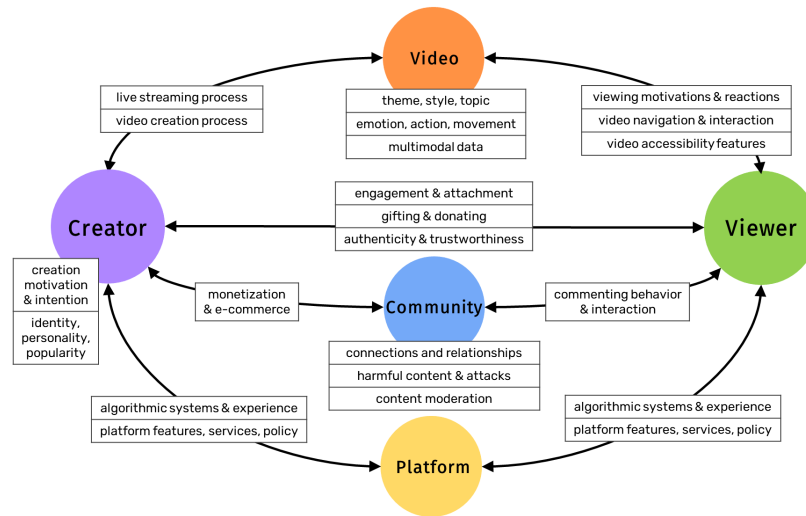 Video
live streaming process
video creation process
theme, style, topic
emotion, action, movement
multimodal data
viewing motivations & reactions
video navigation & interaction
video accessibility features
Creator
engagement & attachment
gifting & donating
authenticity & trustworthiness
Viewer
creation
motivation
& intention
identity,
personality,
popularity
monetization
& e-commerce
Community
commenting behavior
& interaction
connections and relationships
harmful content & attacks
content moderation
algorithmic systems & experience
platform features, services, policy
algorithmic systems & experience
platform features, services, policy
Platform